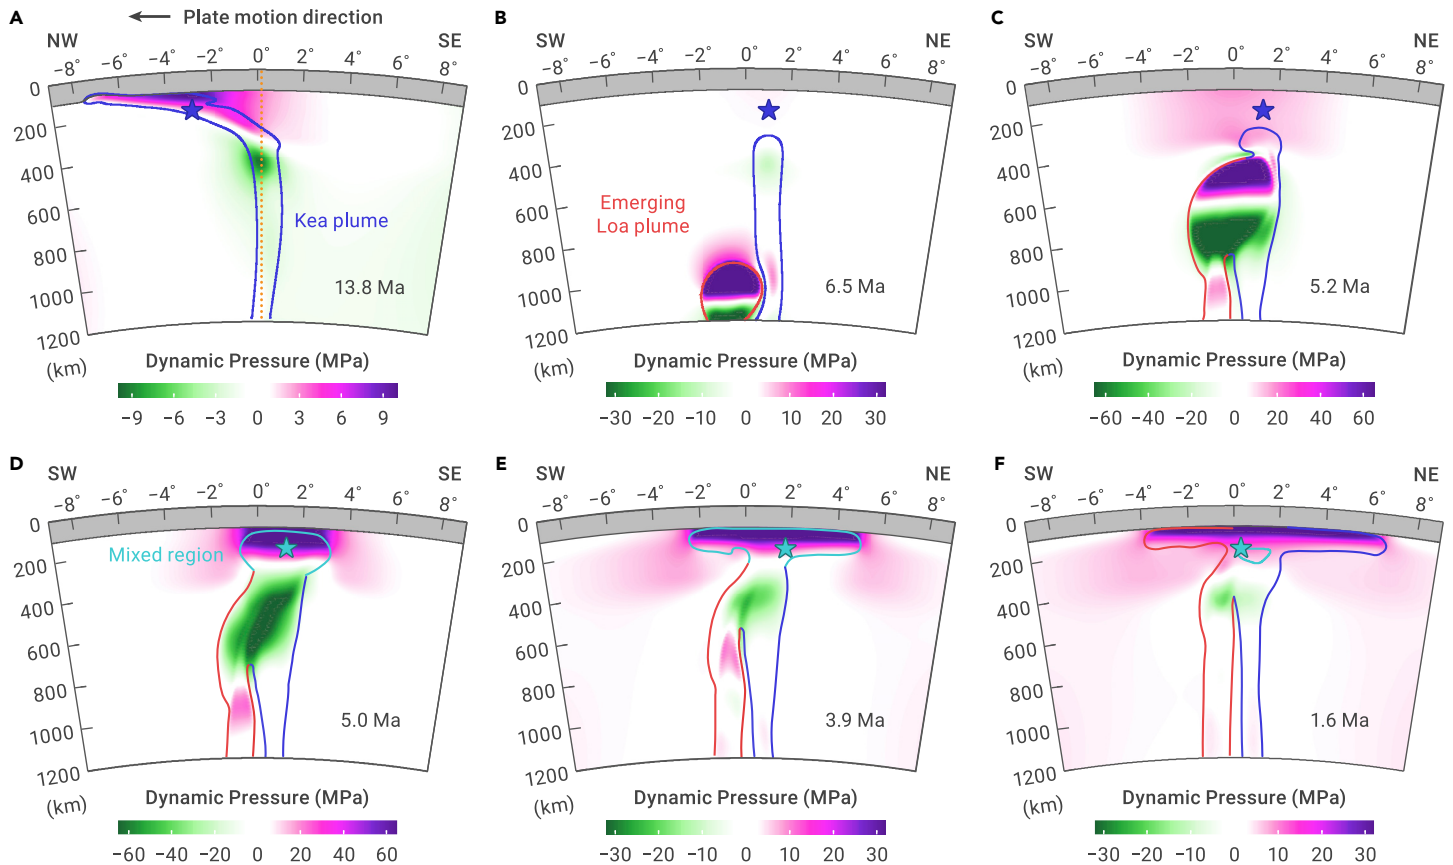 A
Plate motion direction
NW
SE
−8° −6° −4° −2° 0° 2° 4° 6° 8°
0
200
400
600
800
1000
1200
(km)
Kea plume
13.8 Ma
Dynamic Pressure (MPa)
−9 −6 −3 0 3 6 9
B
SW
NE
−8° −6° −4° −2° 0° 2° 4° 6° 8°
0
200
400
600
800
1000
1200
(km)
Emerging
Loa plume
6.5 Ma
Dynamic Pressure (MPa)
−30 −20 −10 0 10 20 30
C
SW
NE
−8° −6° −4° −2° 0° 2° 4° 6° 8°
0
200
400
600
800
1000
1200
(km)
5.2 Ma
Dynamic Pressure (MPa)
−60 −40 −20 0 20 40 60
D
SW
SE
−8° −6° −4° −2° 0° 2° 4° 6° 8°
0
200
400
600
800
1000
1200
(km)
Mixed region
5.0 Ma
Dynamic Pressure (MPa)
−60 −40 −20 0 20 40 60
E
SW
NE
−8° −6° −4° −2° 0° 2° 4° 6° 8°
0
200
400
600
800
1000
1200
(km)
3.9 Ma
Dynamic Pressure (MPa)
−30 −20 −10 0 10 20 30
F
SW
NE
−8° −6° −4° −2° 0° 2° 4° 6° 8°
0
200
400
600
800
1000
1200
(km)
1.6 Ma
Dynamic Pressure (MPa)
−30 −20 −10 0 10 20 30